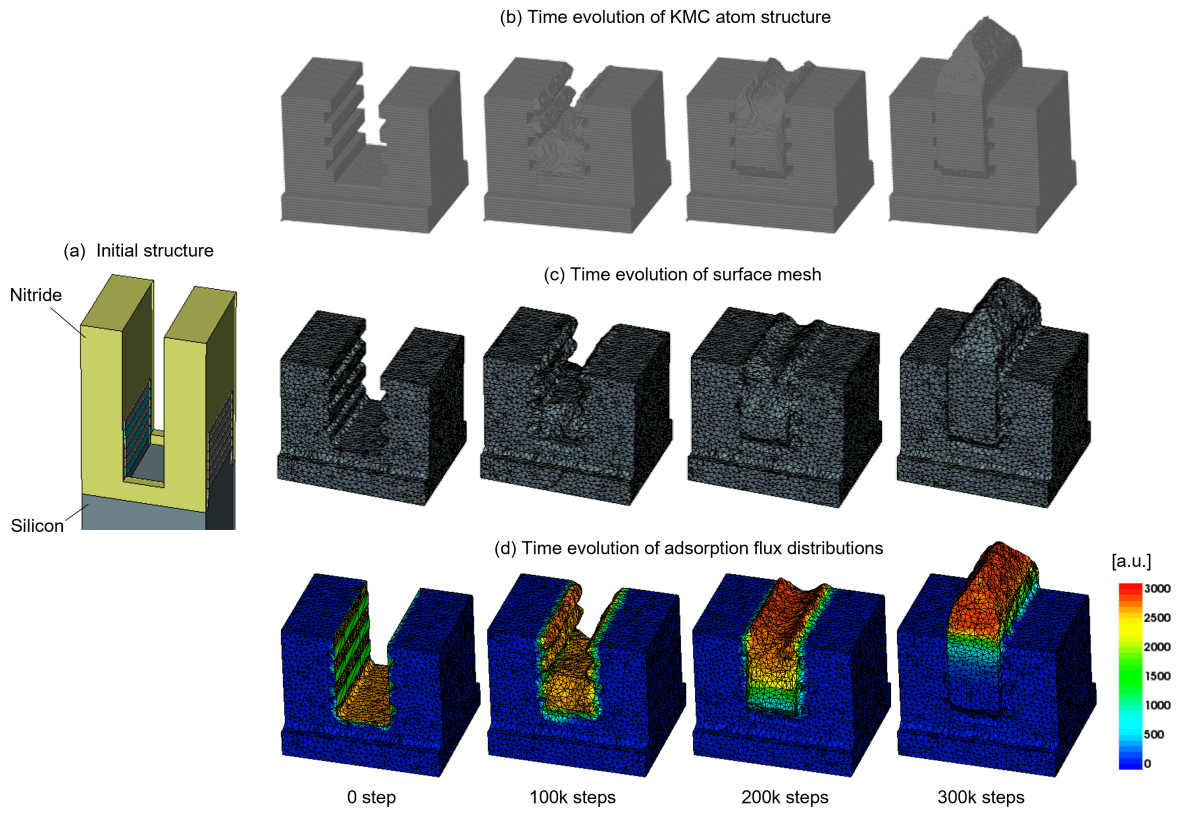 (b) Time evolution of KMC atom structure
(a) Initial structure
Nitride
Silicon
(c) Time evolution of surface mesh
(d) Time evolution of adsorption flux distributions
[a.u.]
3000
2500
2000
1500
1000
500
0
0 step
100k steps
200k steps
300k steps